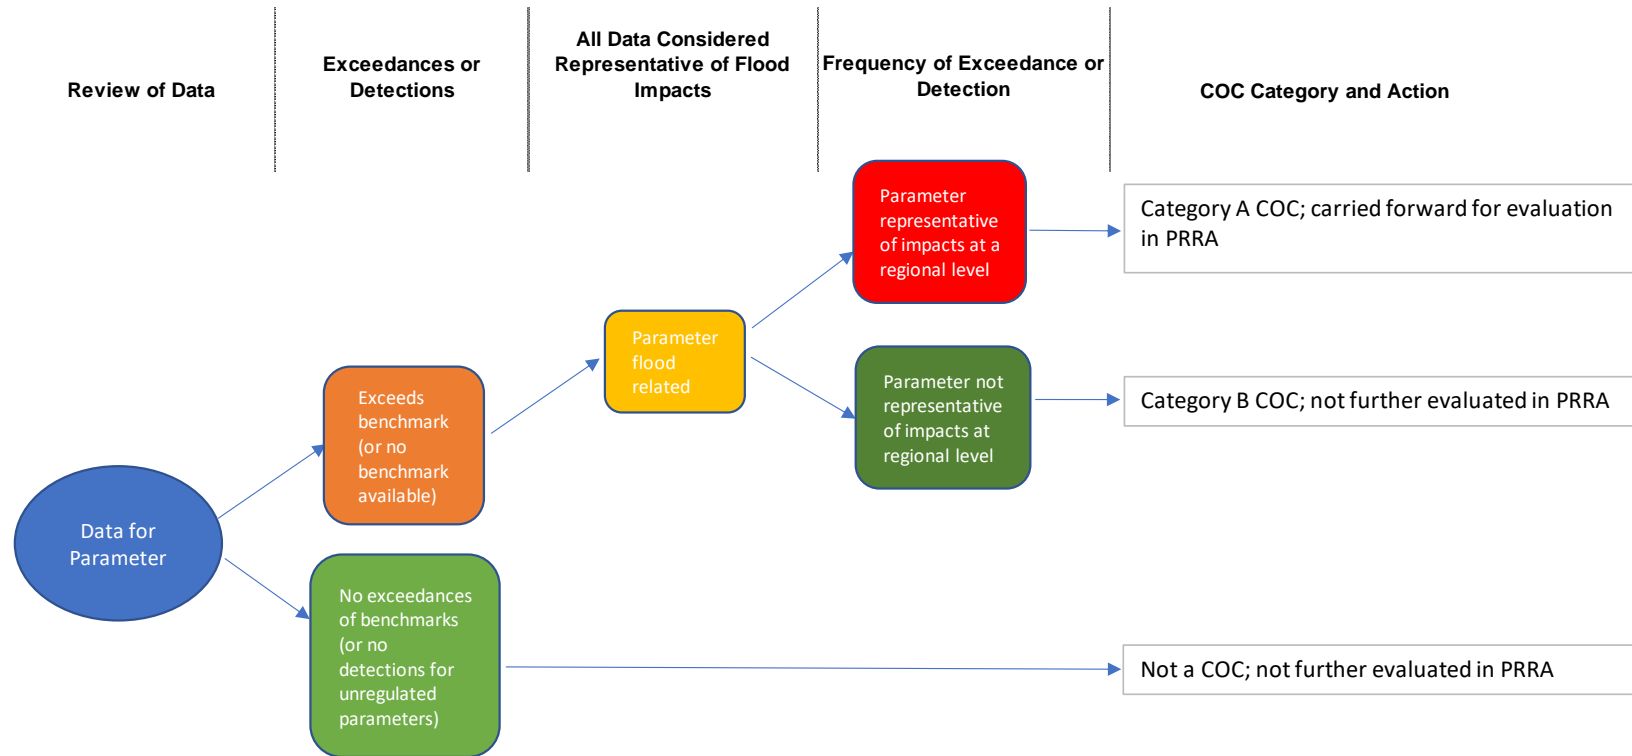 Review of Data
Exceedances or
Detections
All Data Considered
Representative of Flood
Impacts
Frequency of Exceedance or
Detection
COC Category and Action
Data for
Parameter
Exceeds
benchmark
(or no
benchmark
available)
No exceedances
of benchmarks
(or no
detections for
unregulated
parameters)
Parameter
flood
related
Parameter
representative
of impacts at a
regional level
Parameter not
representative
of impacts at
regional level
Category A COC; carried forward for evaluation
in PRRA
Category B COC; not further evaluated in PRRA
Not a COC; not further evaluated in PRRA